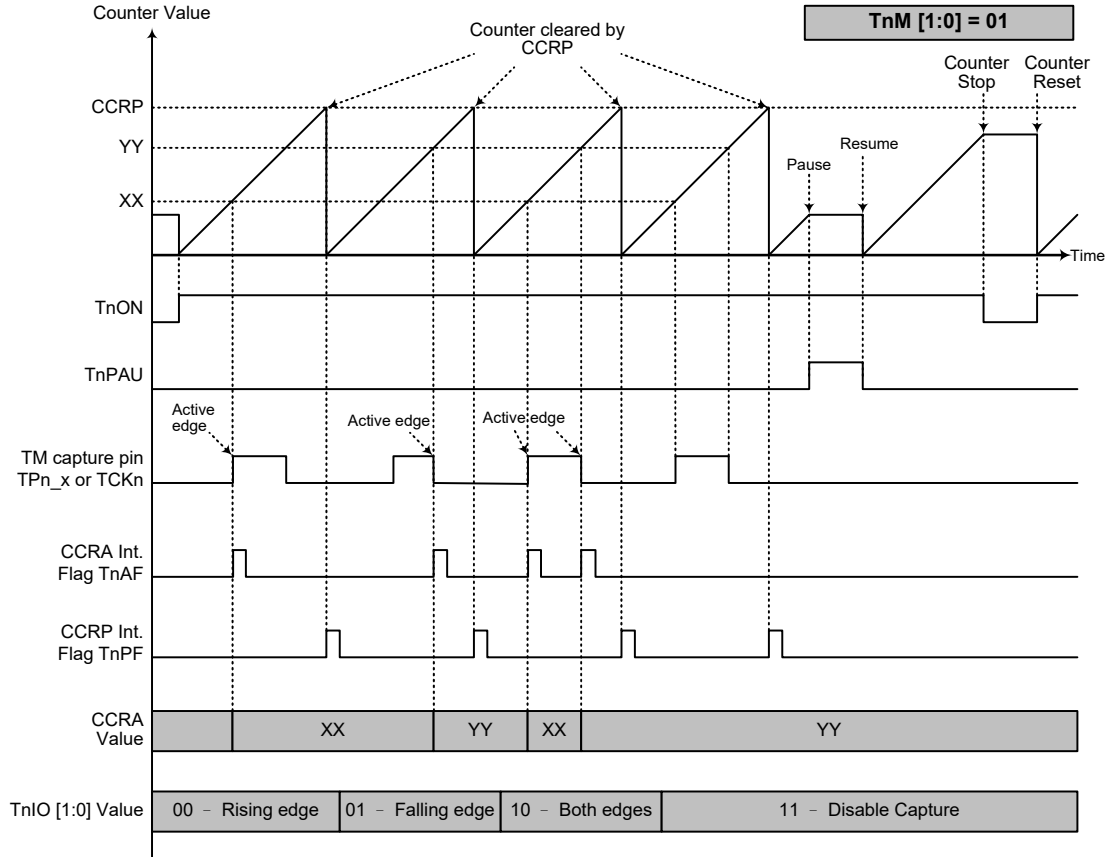 Counter Value
TnM [1:0] = 01
Counter cleared by
CCRP
Counter
Stop
Counter
Reset
CCRP
YY
XX
Pause
Resume
Time
TnON
TnPAU
Active
edge
Active edge
Active edge
TM capture pin
TPn_x or TCKn
CCRA Int.
Flag TnAF
CCRP Int.
Flag TnPF
CCRA
Value
XX
YY
XX
YY
TnIO [1:0] Value
00 – Rising edge
01 – Falling edge
10 – Both edges
11 – Disable Capture